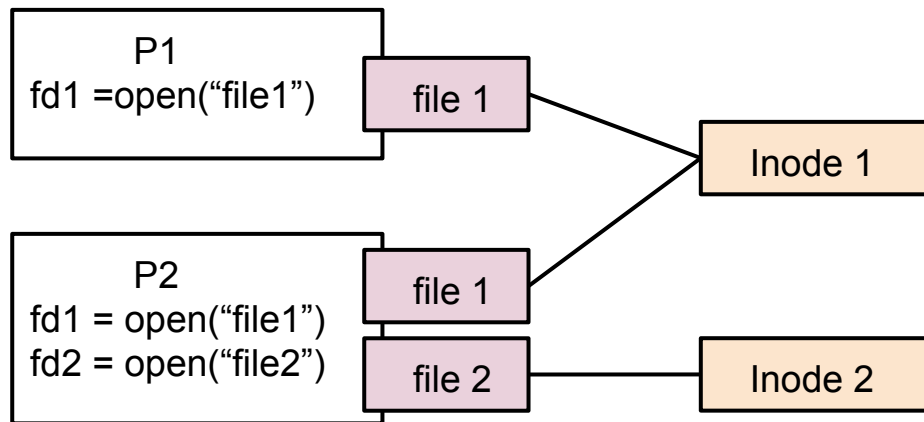 P1
fd1 =open(“file1”)
file 1
Inode 1
P2
fd1 = open(“file1”)
fd2 = open(“file2”)
file 1
file 2
Inode 2